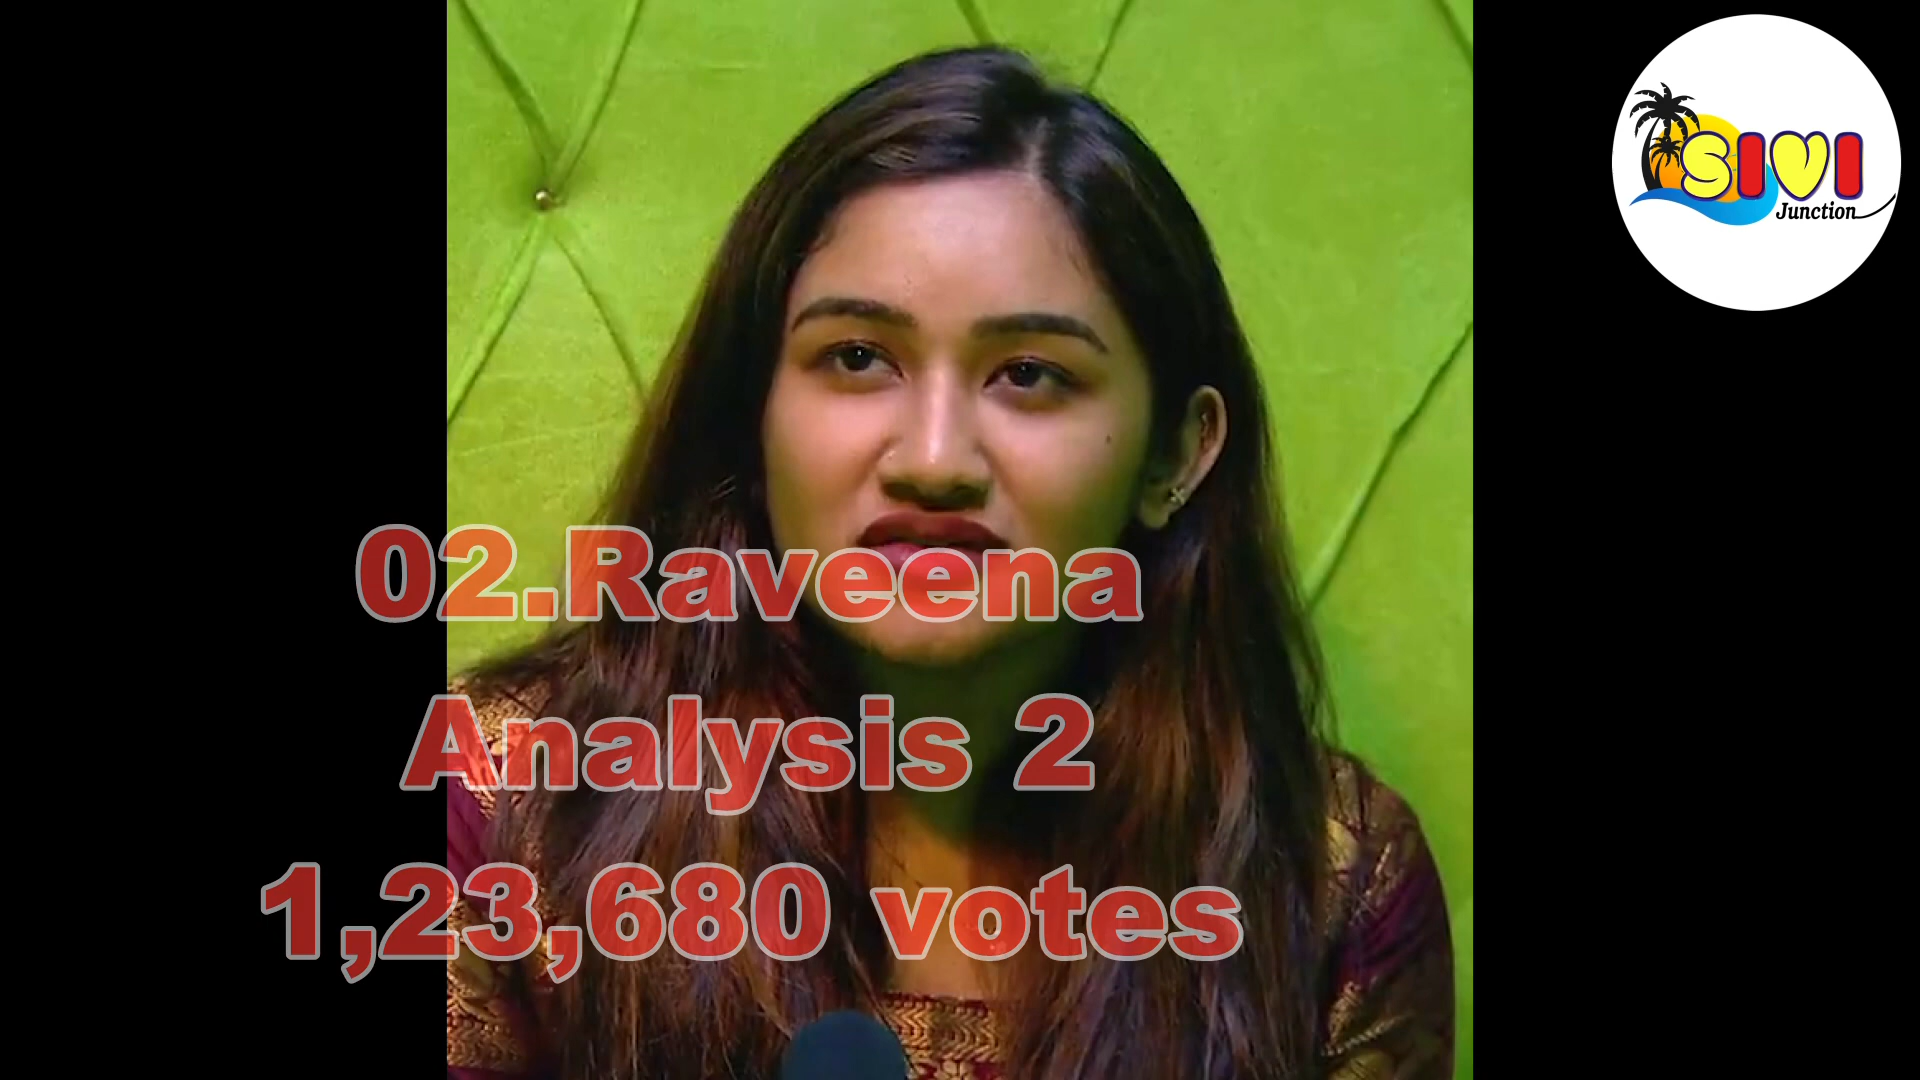 SIVI
Junction
02.Raveena
Analysis 2
1,23,680 votes